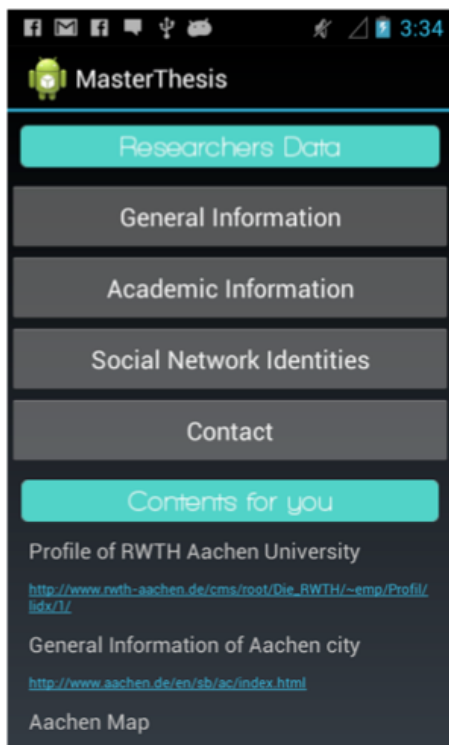 3:34
MasterThesis
Researchers Data
General Information
Academic Information
Social Network Identities
Contact
Contents for you
Profile of RWTH Aachen University
http://www.rwth-aachen.de/cms/root/Die_RWTH/~emp/Profil/
lidx/1/
General Information of Aachen city
http://www.aachen.de/en/sb/ac/index.html
Aachen Map